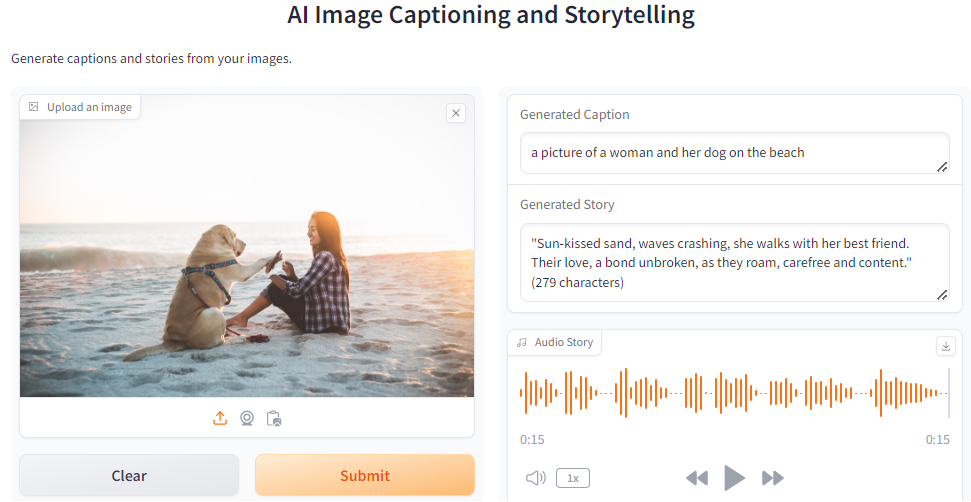 AI Image Captioning and Storytelling
Generate captions and stories from your images.
Upload an image
Clear
Submit
Generated Caption
a picture of a woman and her dog on the beach
Generated Story
"Sun-kissed sand, waves crashing, she walks with her best friend.
Their love, a bond unbroken, as they roam, carefree and content."
(279 characters)
Audio Story
0:15
0:15
1x